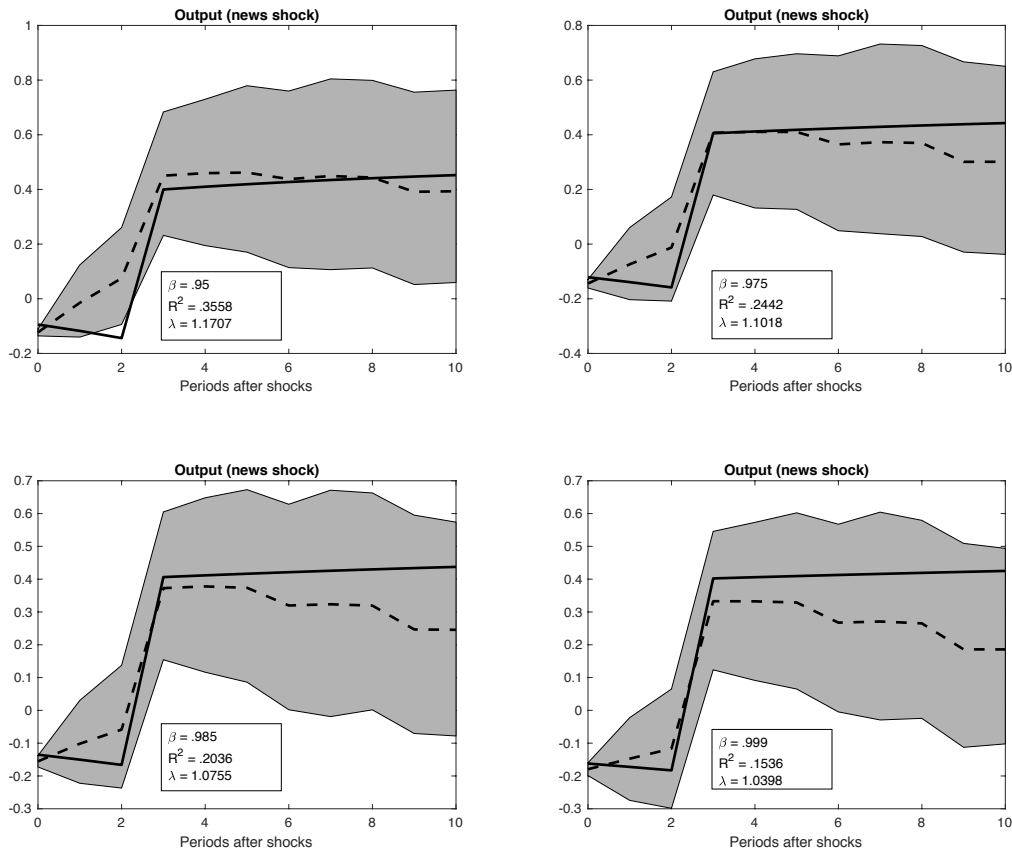 Output (news shock)
1
0.8
0.6
0.4
0.2
0
-0.2
β = .95
R² = .3558
λ = 1.1707
0 2 4 6 8 10
Periods after shocks
Output (news shock)
0.8
0.6
0.4
0.2
0
-0.2
-0.4
β = .975
R² = .2442
λ = 1.1018
0 2 4 6 8 10
Periods after shocks
Output (news shock)
0.7
0.6
0.5
0.4
0.3
0.2
0.1
0
-0.1
-0.2
-0.3
β = .985
R² = .2036
λ = 1.0755
0 2 4 6 8 10
Periods after shocks
Output (news shock)
0.7
0.6
0.5
0.4
0.3
0.2
0.1
0
-0.1
-0.2
-0.3
β = .999
R² = .1536
λ = 1.0398
0 2 4 6 8 10
Periods after shocks